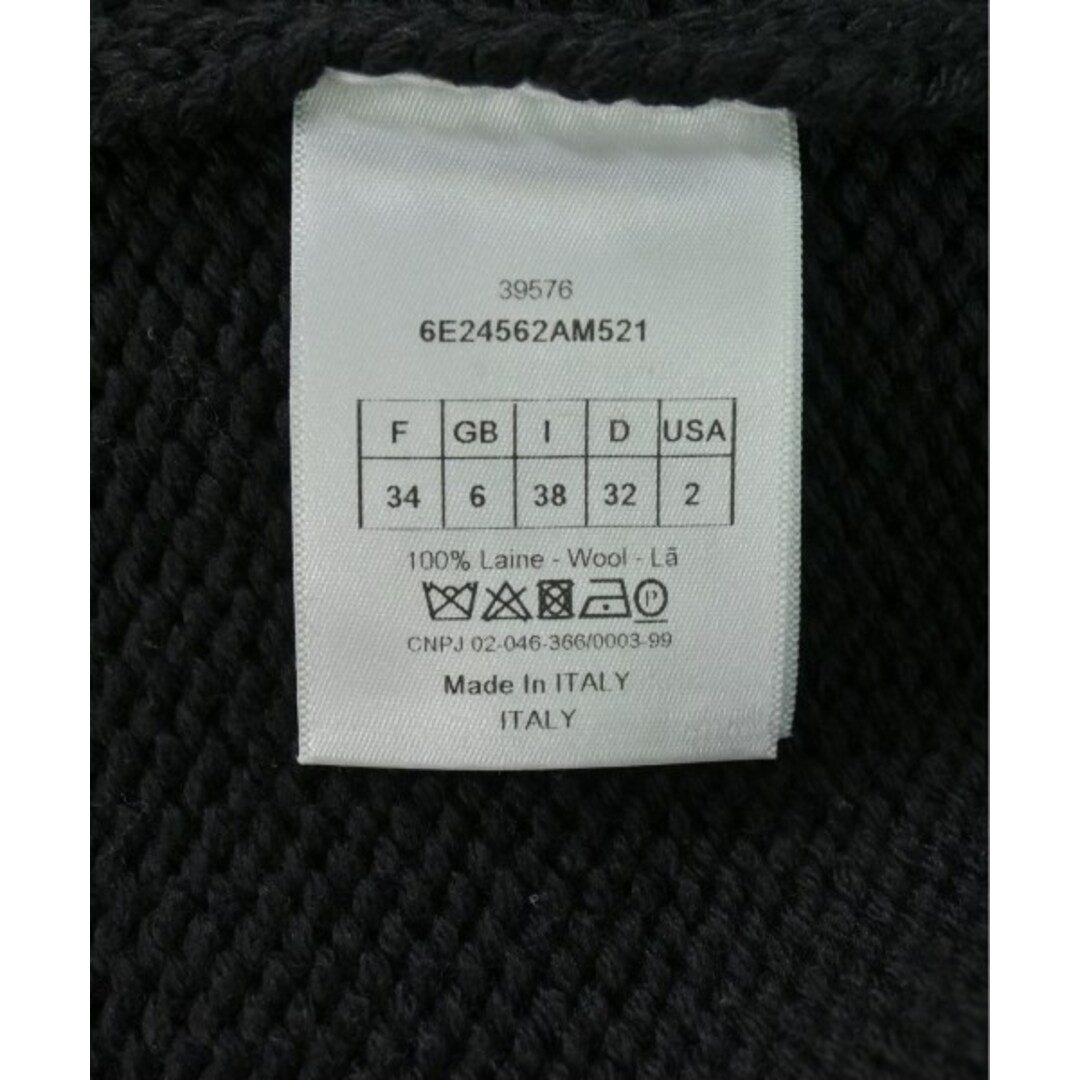 39576
6E24562AM521
F GB I D USA
34 6 38 32 2
100% Laine - Wool - Lã
P
CNPJ 02-046-366/0003-99
Made In ITALY
ITALY